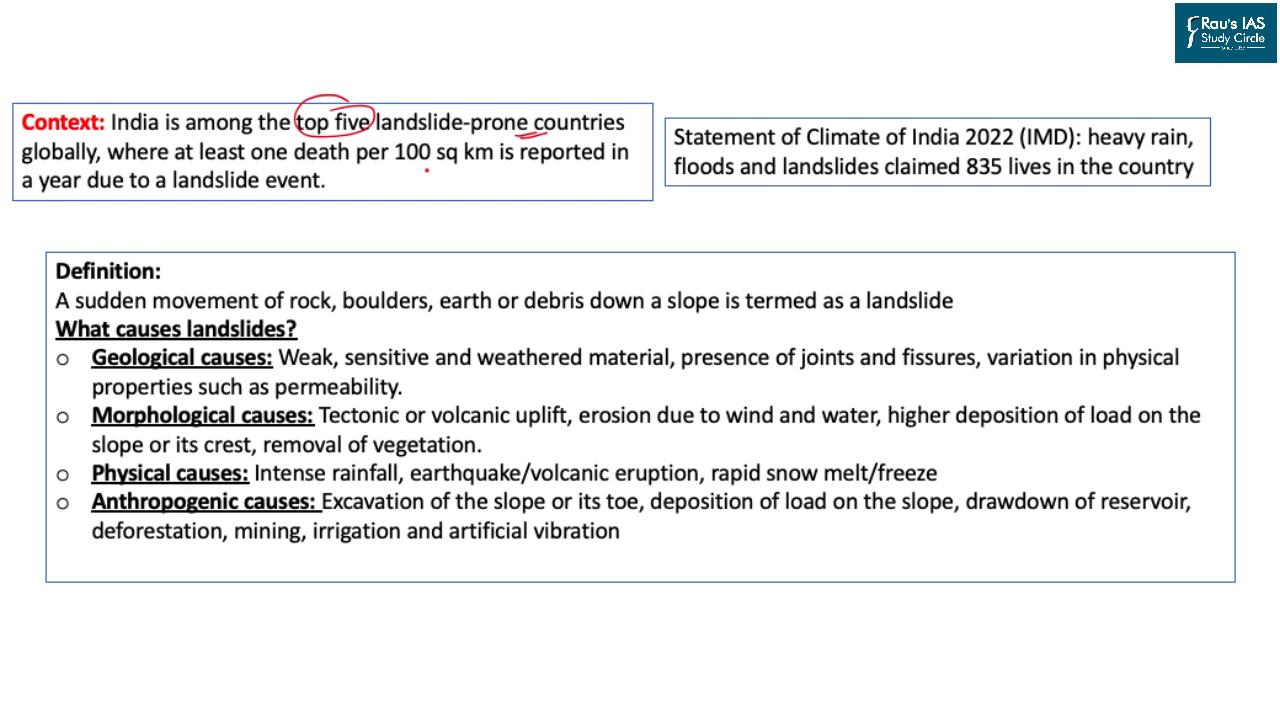 Rau's IAS
Study Circle
Context: India is among the top five landslide-prone countries
globally, where at least one death per 100 sq km is reported in
a year due to a landslide event.
Statement of Climate of India 2022 (IMD): heavy rain,
floods and landslides claimed 835 lives in the country
Definition:
A sudden movement of rock, boulders, earth or debris down a slope is termed as a landslide
What causes landslides?
o Geological causes: Weak, sensitive and weathered material, presence of joints and fissures, variation in physical
properties such as permeability.
o Morphological causes: Tectonic or volcanic uplift, erosion due to wind and water, higher deposition of load on the
slope or its crest, removal of vegetation.
o Physical causes: Intense rainfall, earthquake/volcanic eruption, rapid snow melt/freeze
o Anthropogenic causes: Excavation of the slope or its toe, deposition of load on the slope, drawdown of reservoir,
deforestation, mining, irrigation and artificial vibration